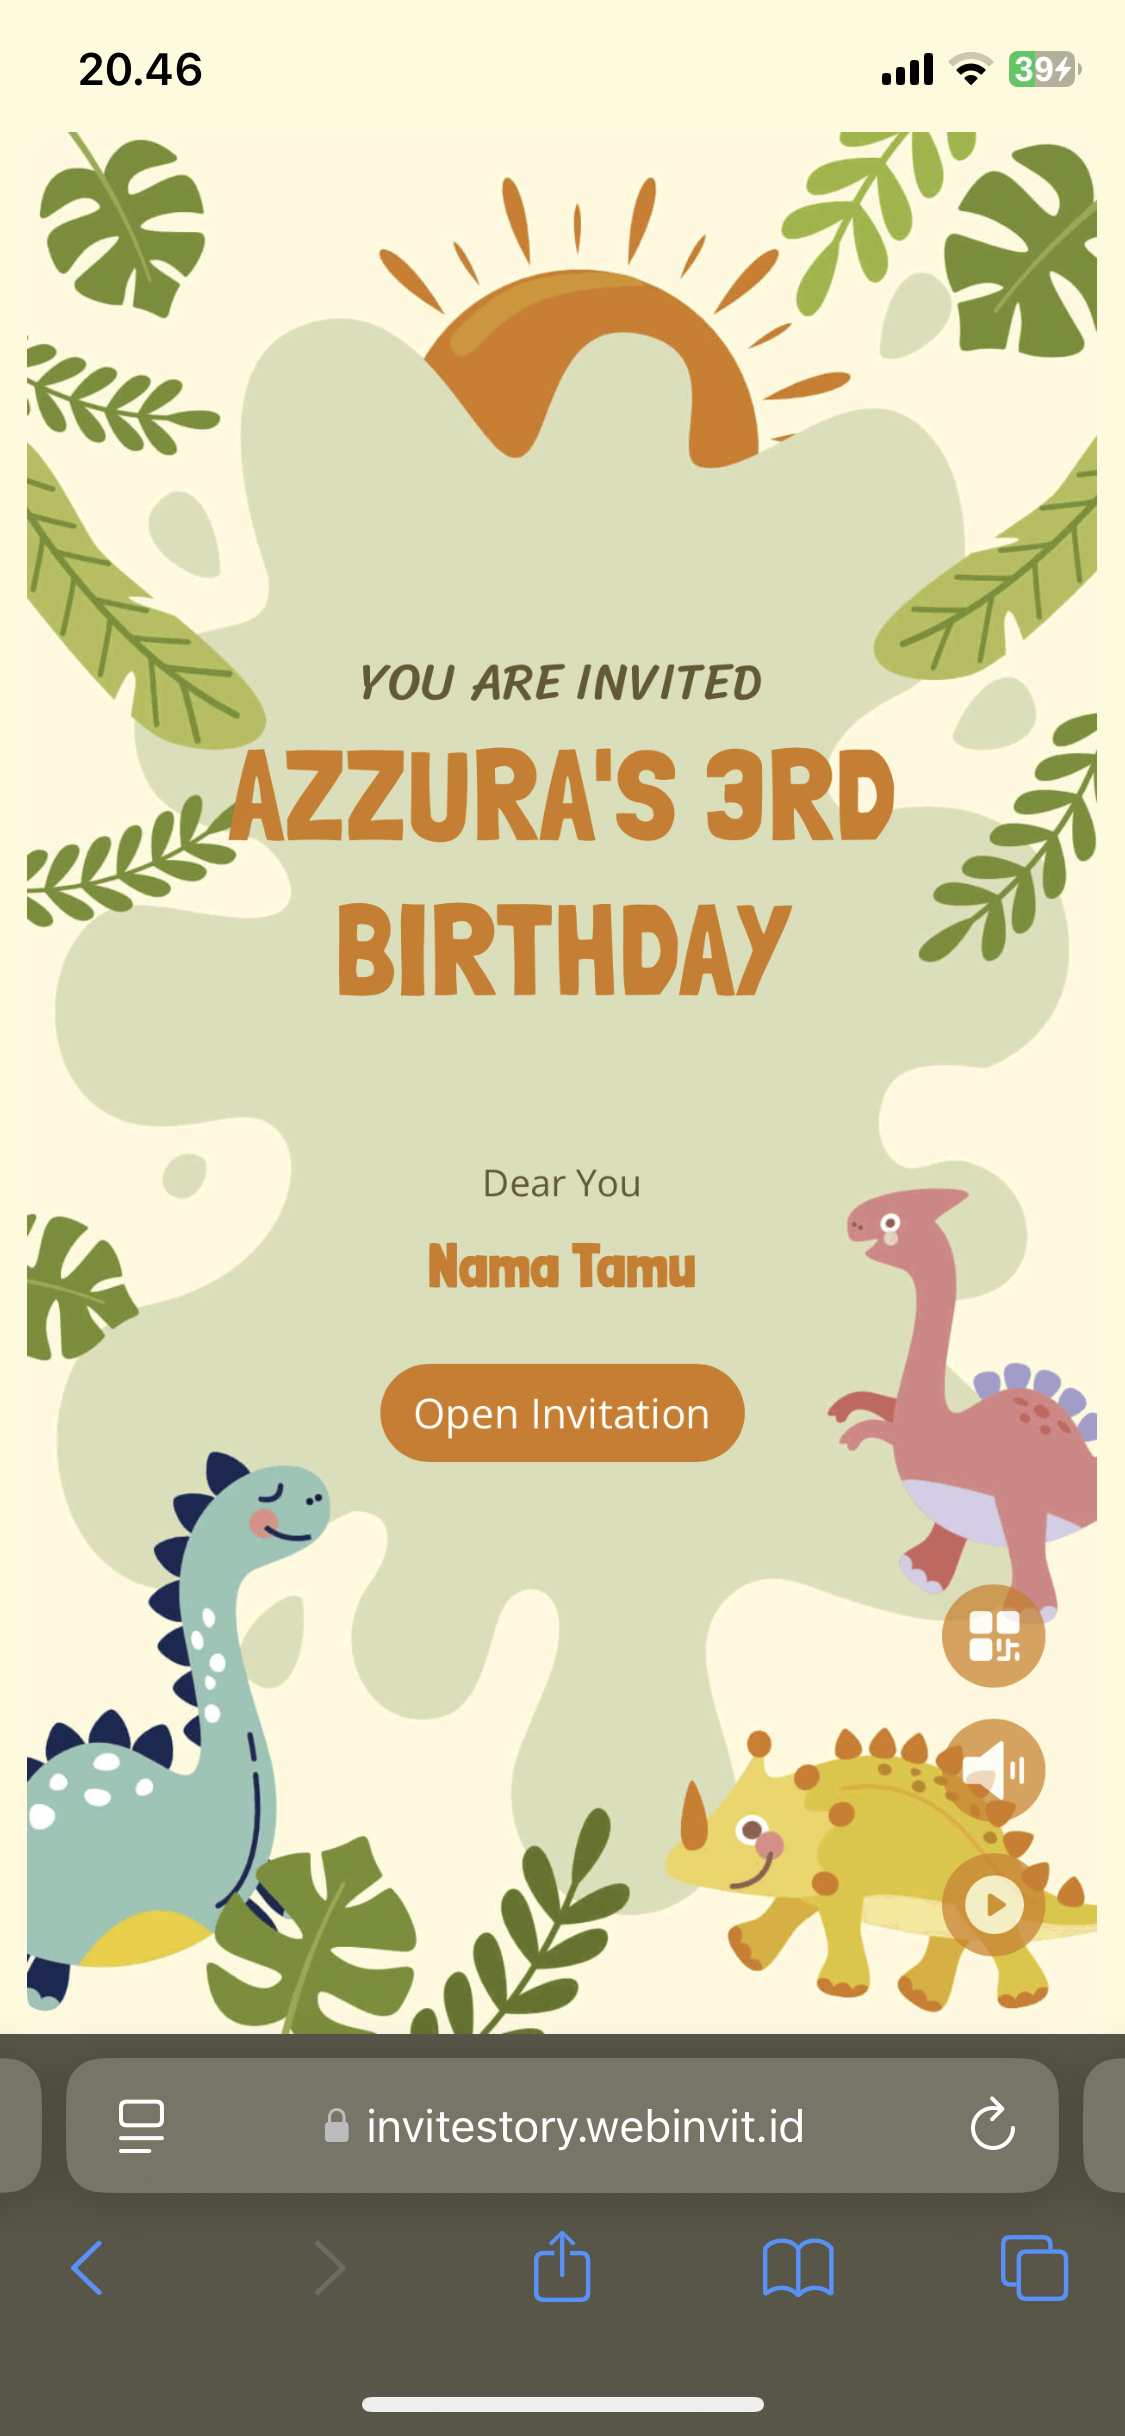 20.46
39
YOU ARE INVITED
AZZURA'S 3RD
BIRTHDAY
Dear You
Nama Tamu
Open Invitation
invitestory.webinvit.id